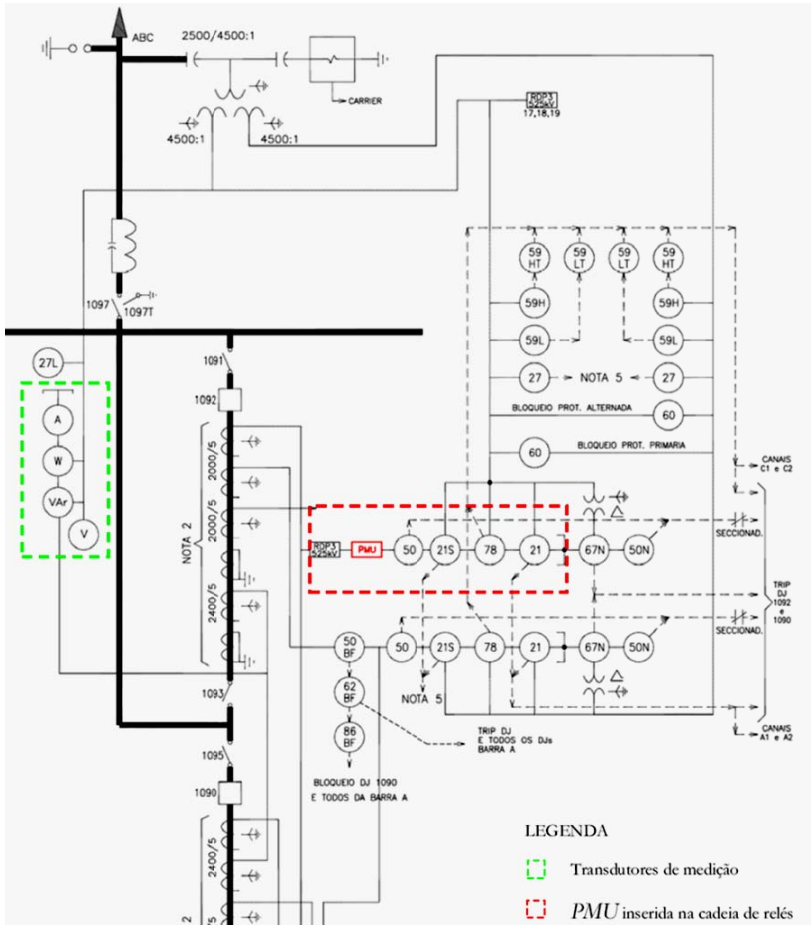 ABC
2500/4500:1
CARRIER
4500:1
4500:1
RDP3
525kV
17,18,19
1097
1097T
59
HT
59
LT
59
LT
59
HT
59H
59H
59L
59L
27
NOTA 5
27
BLOQUEIO PROT. ALTERNADA
60
60
BLOQUEIO PROT. PRIMARIA
27L
A
W
VAr
V
1091
1092
2000/5
2000/5
2400/5
NOTA 2
CANAIS
C1 e C2
SECCIONAD.
RDP3
525kV
PMU
50
21S
78
21
67N
50N
TRIP
DJ
1092
e
1090
SECCIONAD.
50
BF
50
21S
78
21
67N
50N
62
BF
NOTA 5
86
BF
TRIP DJ
E TODOS OS DJs
BARRA A
CANAIS
A1 e A2
BLOQUEIO DJ 1090
E TODOS DA BARRA A
1093
1095
1090
2400/5
2
/5
LEGENDA
Transdutores de medição
PMU inserida na cadeia de relés